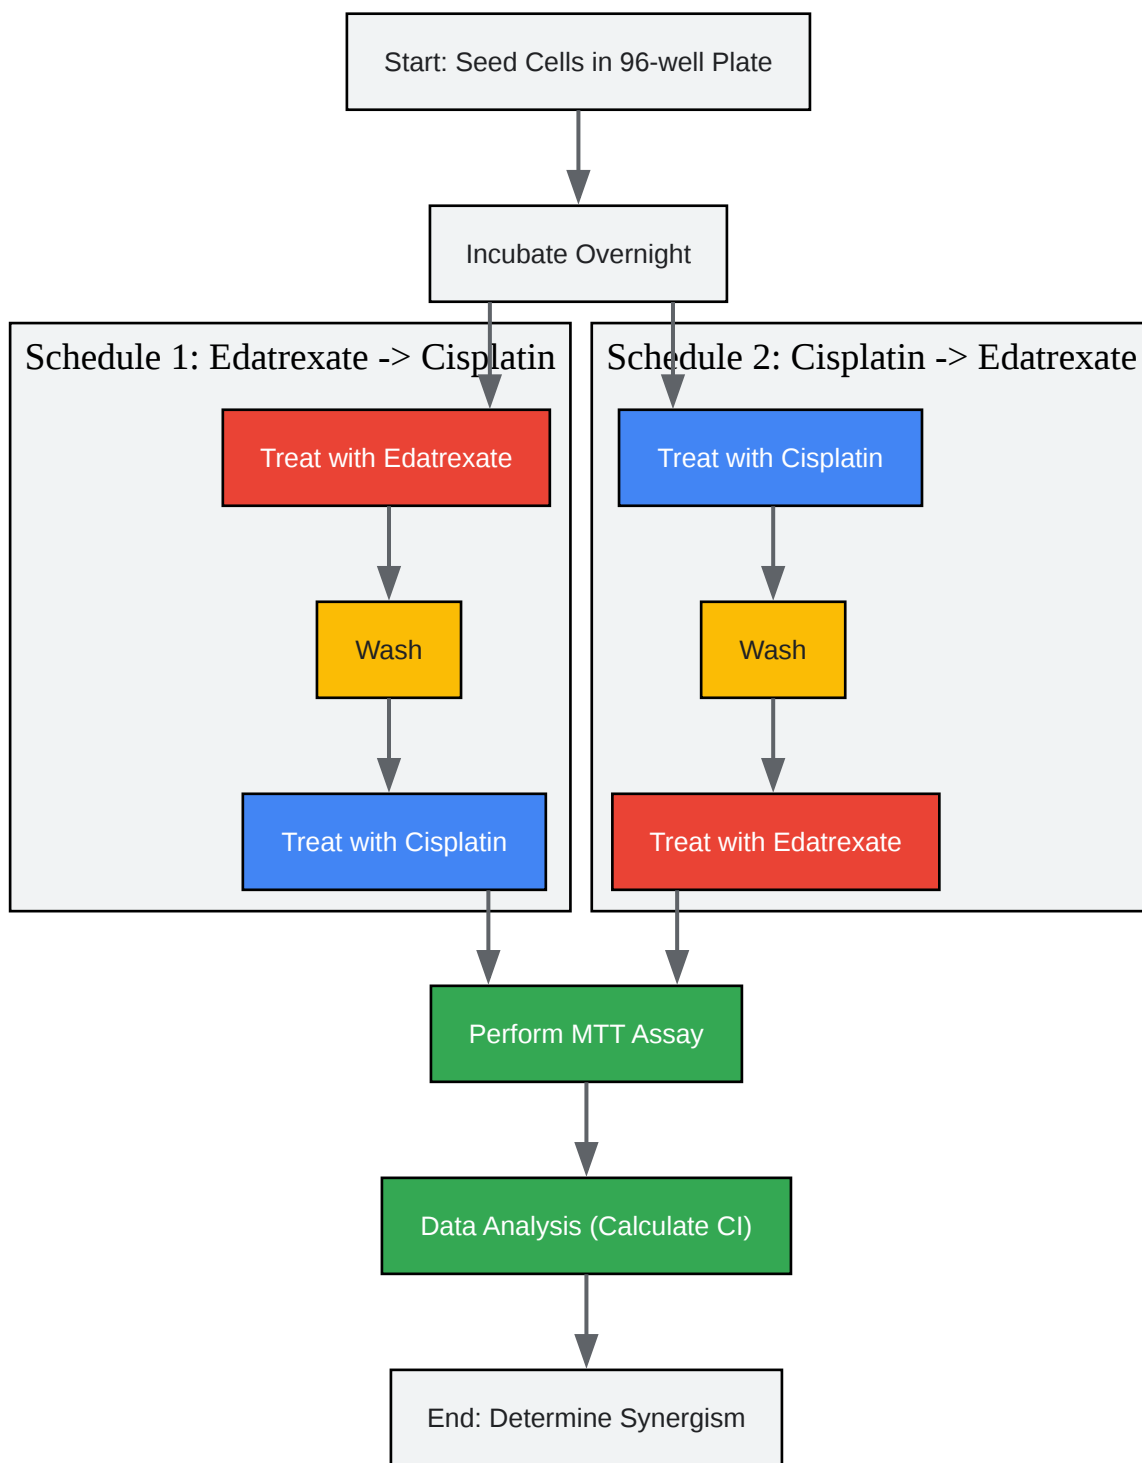 Start: Seed Cells in 96-well Plate
Incubate Overnight
Schedule 1: Edatrexate -> Cisplatin
Treat with Edatrexate
Wash
Treat with Cisplatin
Schedule 2: Cisplatin -> Edatrexate
Treat with Cisplatin
Wash
Treat with Edatrexate
Perform MTT Assay
Data Analysis (Calculate CI)
End: Determine Synergism